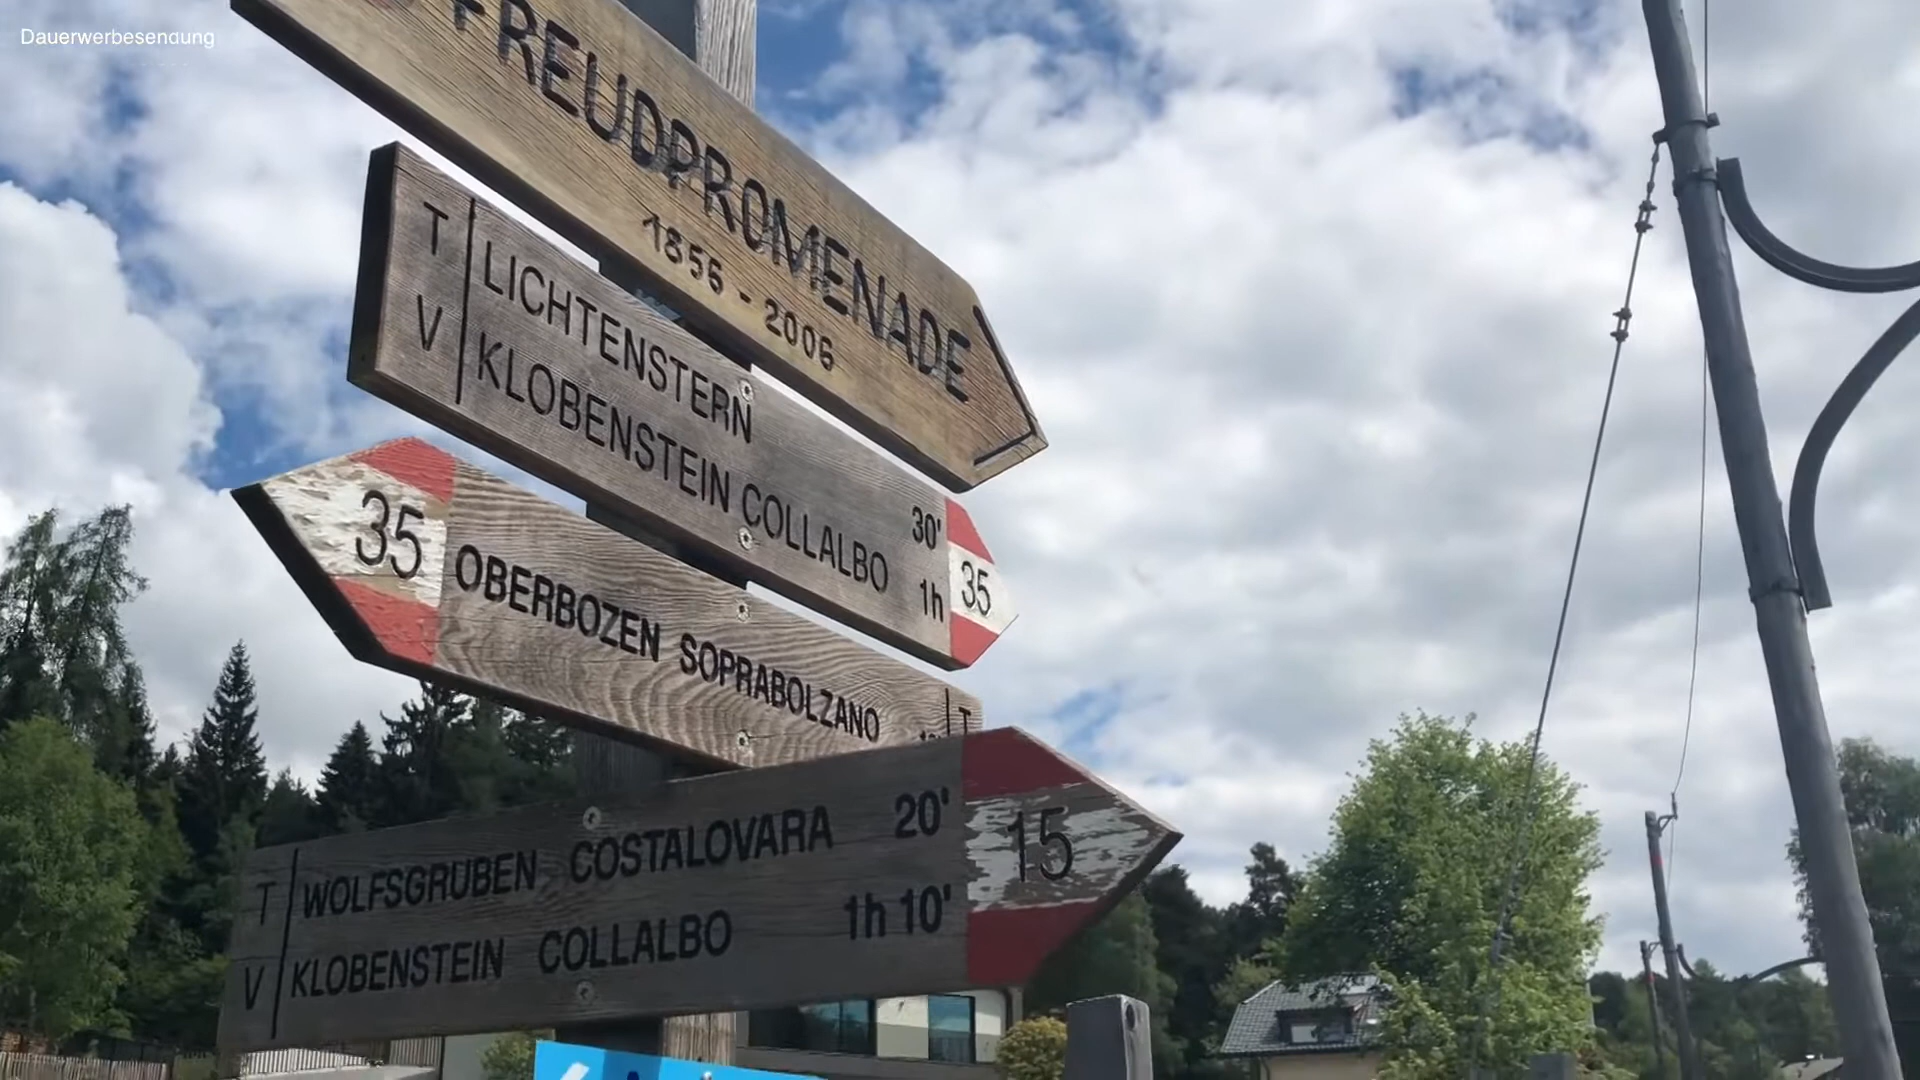 Dauerwerbesendung
FREUDPROMENADE
1856 - 2006
T LICHTENSTERN 30'
V KLOBENSTEIN COLLALBO 1h
35
35 OBERBOZEN SOPRABOLZANO T
T WOLFSGRUBEN COSTALOVARA 20'
V KLOBENSTEIN COLLALBO 1h 10'
15